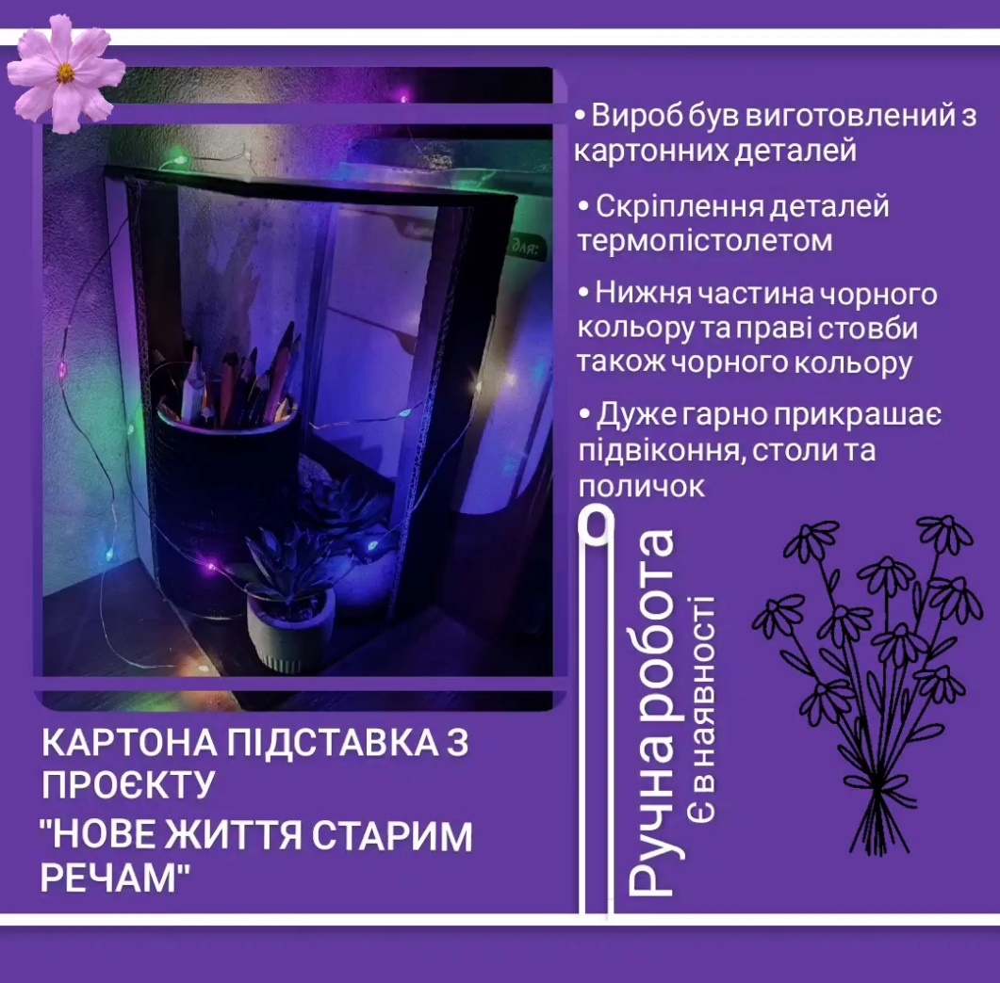 • Вироб був виготовлений з
картонних деталей
• Скріплення деталей
термопістолетом
• Нижня частина чорного
кольору та праві стовби
також чорного кольору
• Дуже гарно прикрашає
підвіконня, столи та
поличок
для:
Ручна робота
Є в наявності
КАРТОНА ПІДСТАВКА З
ПРОЄКТУ
"НОВЕ ЖИТТЯ СТАРИМ
РЕЧАМ"